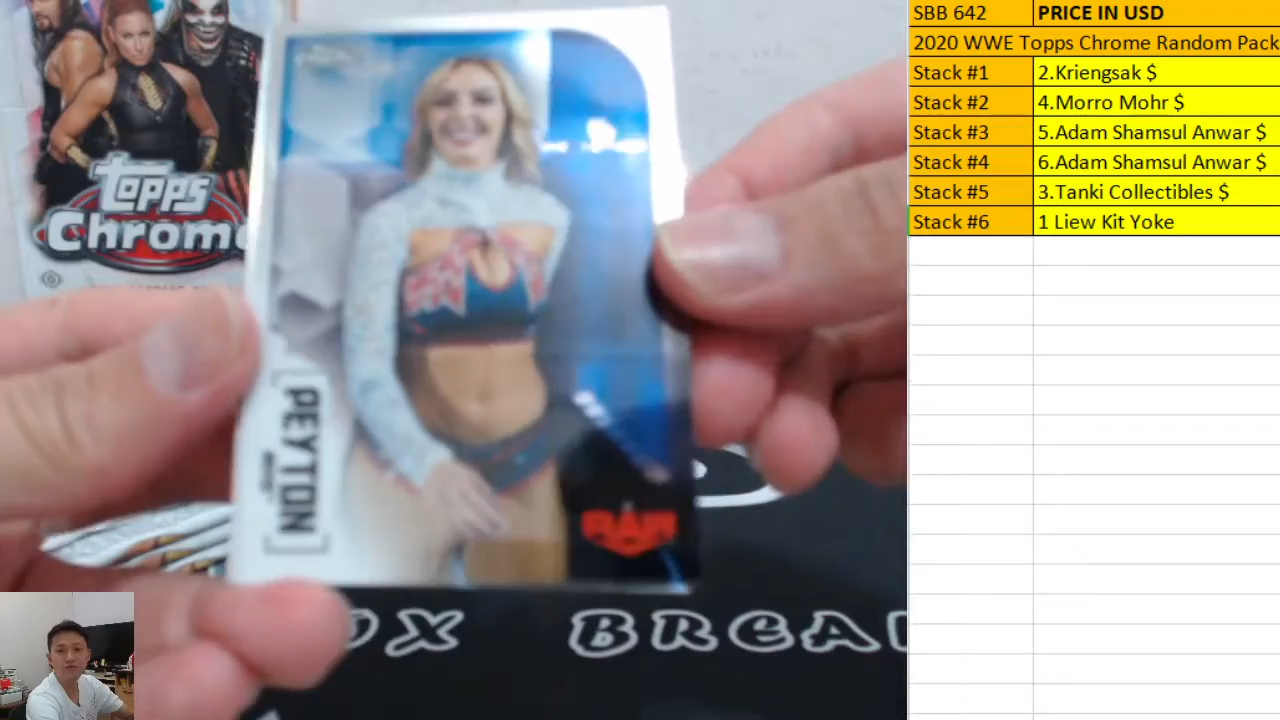 SBB 642 PRICE IN USD
2020 WWE Topps Chrome Random Pack
Stack #1 2.Kriengsak $
Stack #2 4.Morro Mohr $
Stack #3 5.Adam Shamsul Anwar $
Stack #4 6.Adam Shamsul Anwar $
Stack #5 3.Tanki Collectibles $
Stack #6 1 Liew Kit Yoke
topps
Chrome
PEYTON
RAW
OX BREA